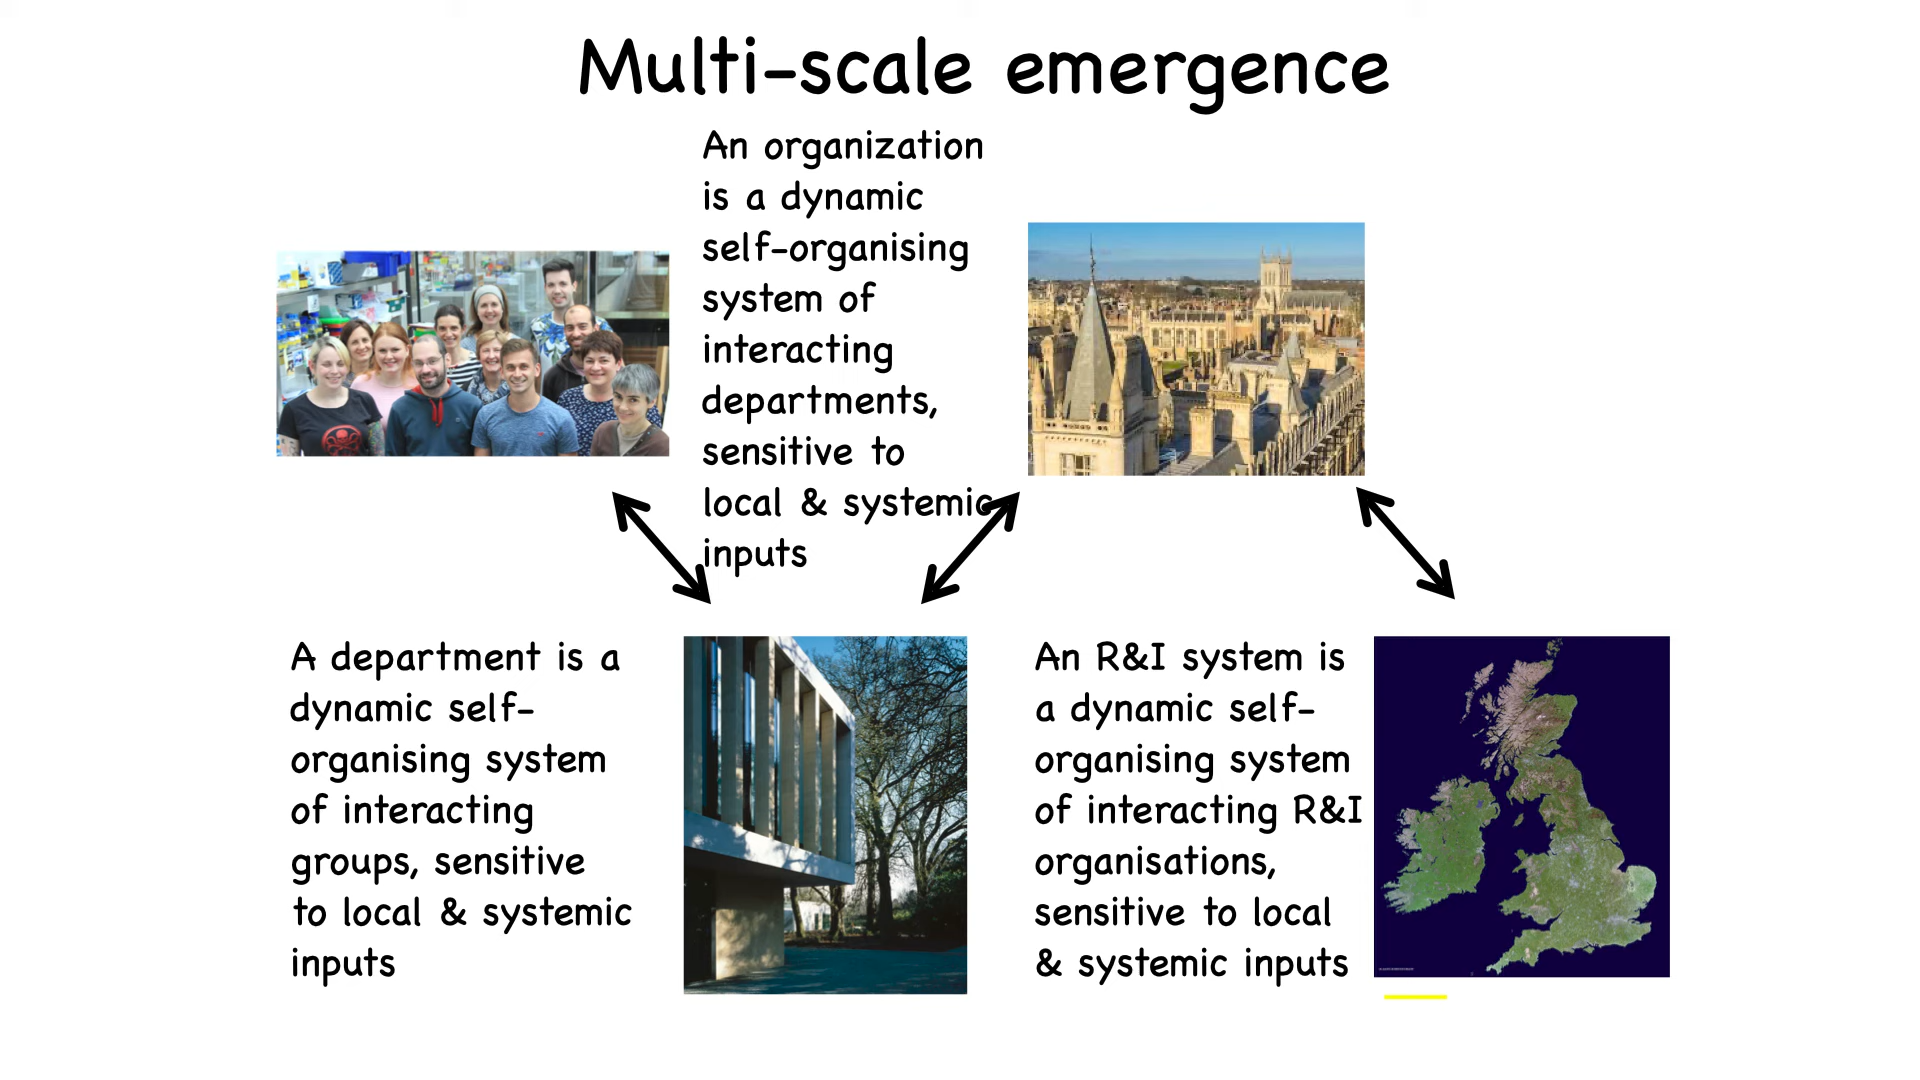 Multi-scale emergence
An organization
is a dynamic
self-organising
system of
interacting
departments,
sensitive to
local & systemic
inputs
A department is a
dynamic self-
organising system
of interacting
groups, sensitive
to local & systemic
inputs
An R&I system is
a dynamic self-
organising system
of interacting R&I
organisations,
sensitive to local
& systemic inputs